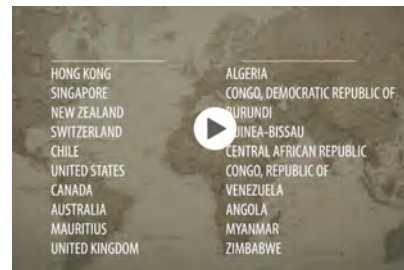 HONG KONG
SINGAPORE
NEW ZEALAND
SWITZERLAND
CHILE
UNITED STATES
CANADA
AUSTRALIA
MAURITIUS
UNITED KINGDOM
ALGERIA
CONGO, DEMOCRATIC REPUBLIC OF
BURUNDI
GUINEA-BISSAU
CENTRAL AFRICAN REPUBLIC
CONGO, REPUBLIC OF
VENEZUELA
ANGOLA
MYANMAR
ZIMBABWE